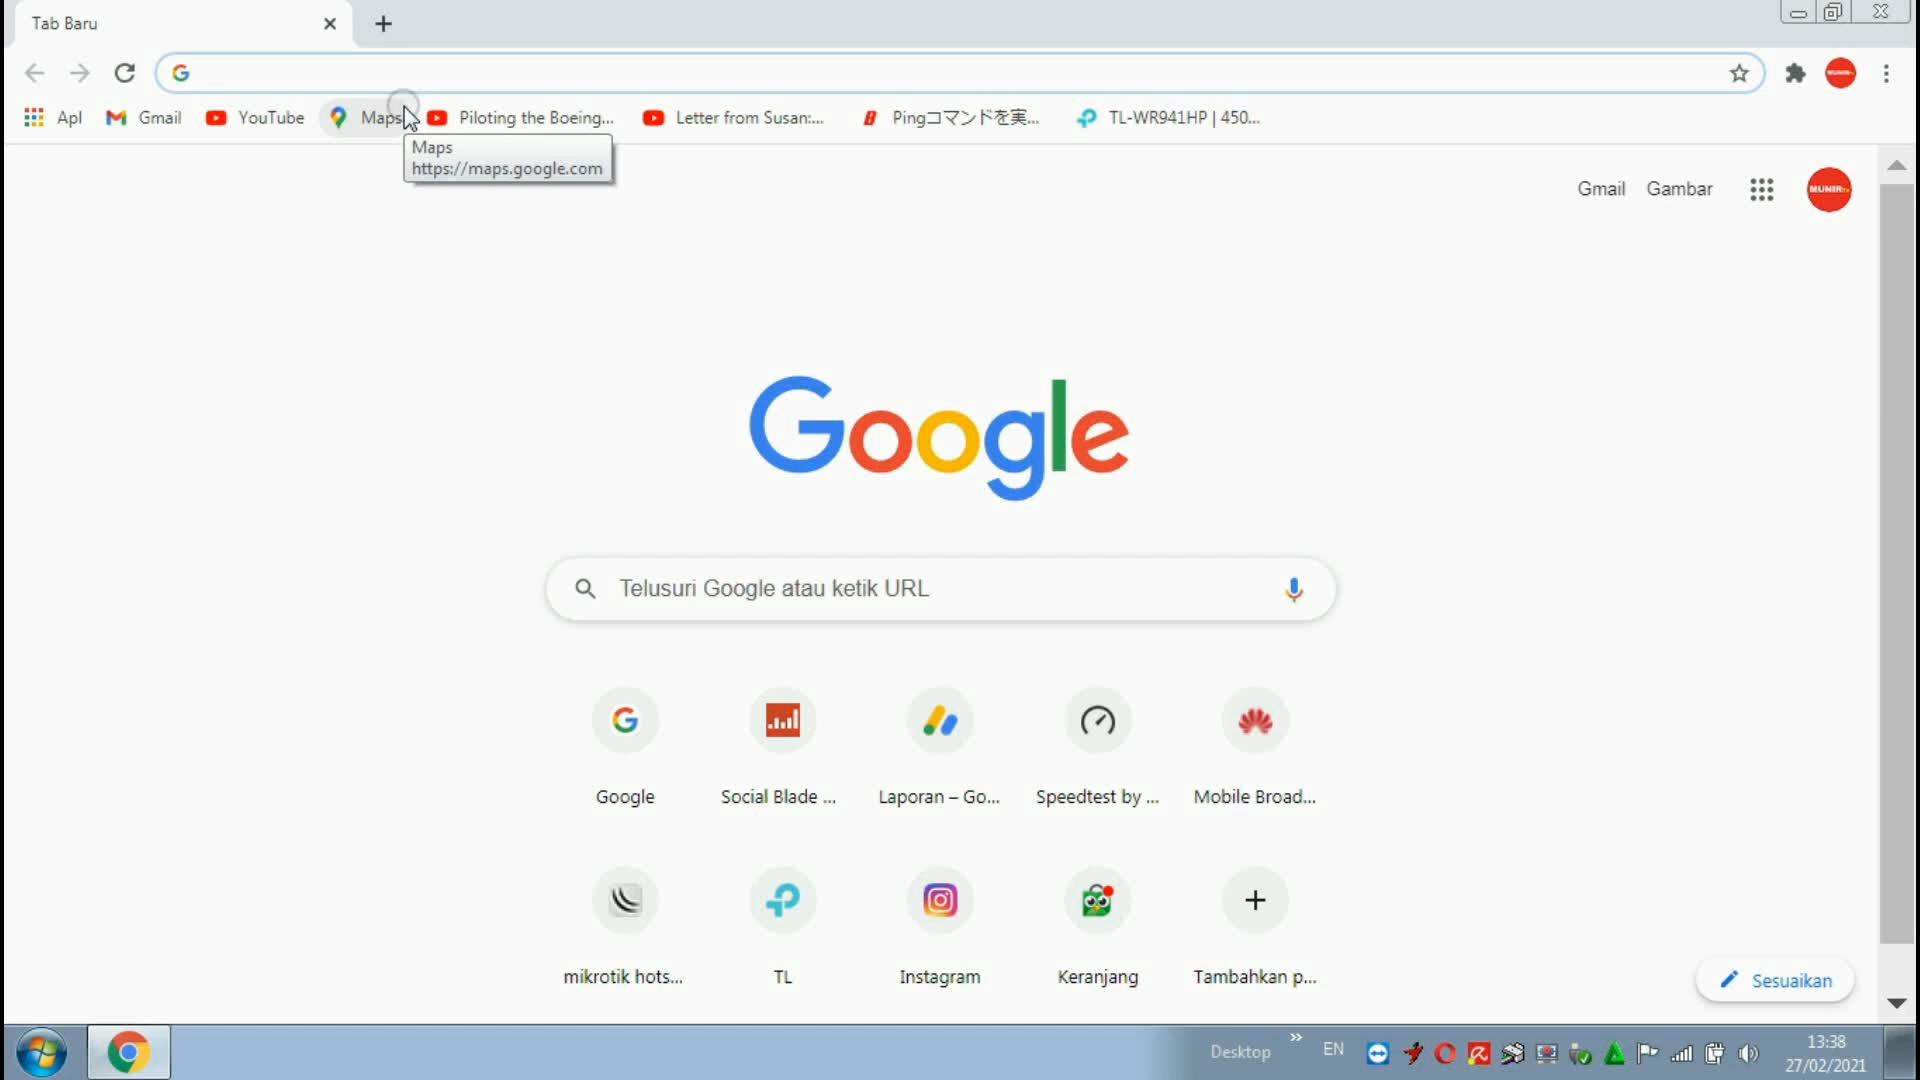 Tab Baru
Apl Gmail YouTube Maps Piloting the Boeing... Letter from Susan:... Pingコマンドを実... TL-WR941HP | 450...
Maps
https://maps.google.com
Gmail Gambar MUNIR
Google
Telusuri Google atau ketik URL
Google Social Blade ... Laporan – Go... Speedtest by ... Mobile Broad...
mikrotik hots... TL Instagram Keranjang Tambahkan p...
Sesuaikan
Desktop EN 13:38
27/02/2021